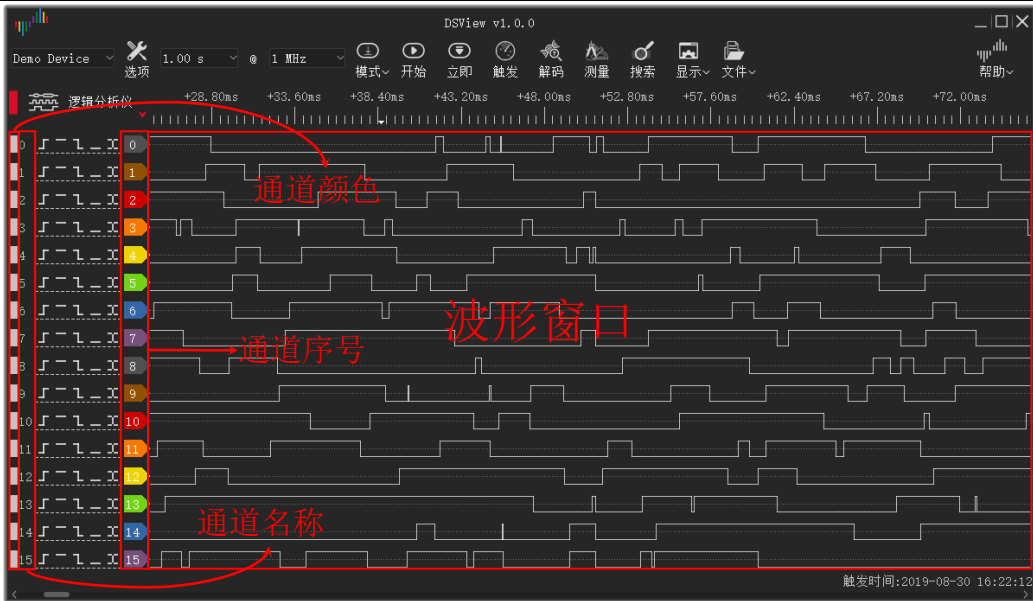 DSView v1.0.0
Demo Device 选项 1.00 s @ 1 MHz 模式 开始 立即 触发 解码 测量 搜索 显示 文件 帮助
逻辑分析仪 +28.80ms +33.60ms +38.40ms +43.20ms +48.00ms +52.80ms +57.60ms +62.40ms +67.20ms +72.00ms
0 0
1 1
通道颜色
2 2
3 3
4 4
5 5
6 6
波形窗口
7 7
通道序号
8 8
9 9
10 10
11 11
12 12
13 13
通道名称
14 14
15 15
触发时间:2019-08-30 16:22:12